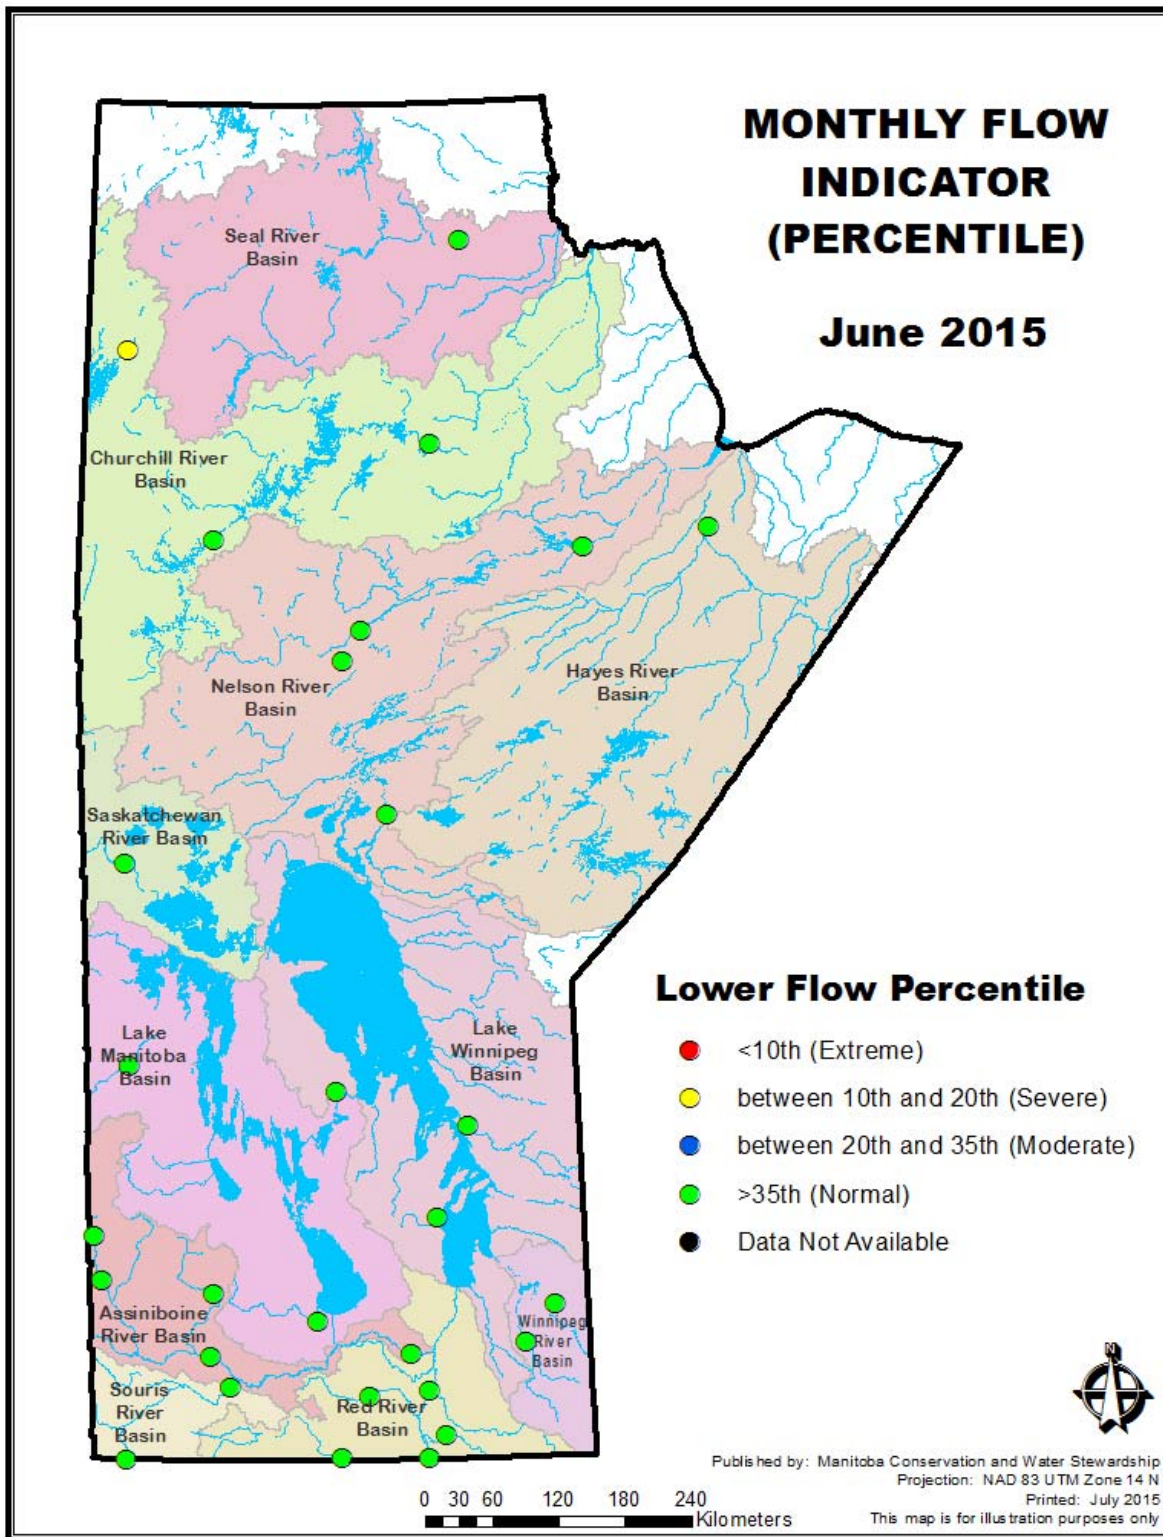 MONTHLY FLOW
INDICATOR
(PERCENTILE)
June 2015
Seal River
Basin
Churchill River
Basin
Nelson River
Basin
Hayes River
Basin
Saskatchewan
River Basin
Lake
Manitoba
Basin
Lake
Winnipeg
Basin
Assiniboine
River Basin
Winnipeg
River
Basin
Souris
River
Basin
Red River
Basin
Lower Flow Percentile
<10th (Extreme)
between 10th and 20th (Severe)
between 20th and 35th (Moderate)
>35th (Normal)
Data Not Available
N
0 30 60 120 180 240
Kilometers
Published by: Manitoba Conservation and Water Stewardship
Projection: NAD 83 UTM Zone 14 N
Printed: July 2015
This map is for illustration purposes only